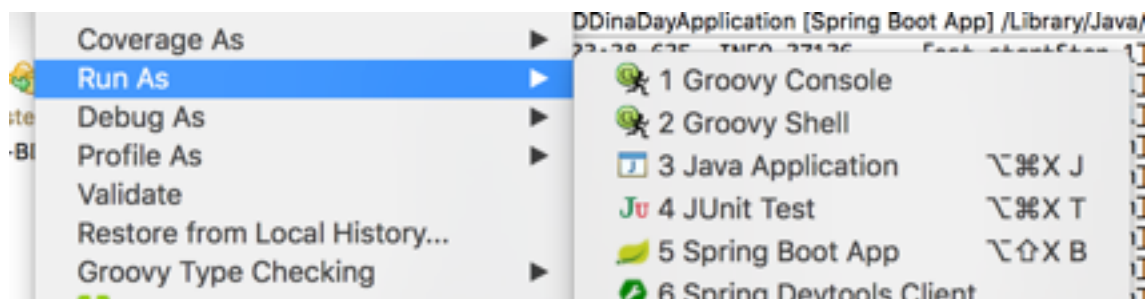 DDinaDayApplication [Spring Boot App] /Library/Java/
Coverage As
Run As
Debug As
Profile As
Validate
Restore from Local History...
Groovy Type Checking
1 Groovy Console
2 Groovy Shell
3 Java Application ⌥⌘X J
4 JUnit Test ⌥⌘X T
5 Spring Boot App ⌥⇧X B
6 Spring Devtools Client